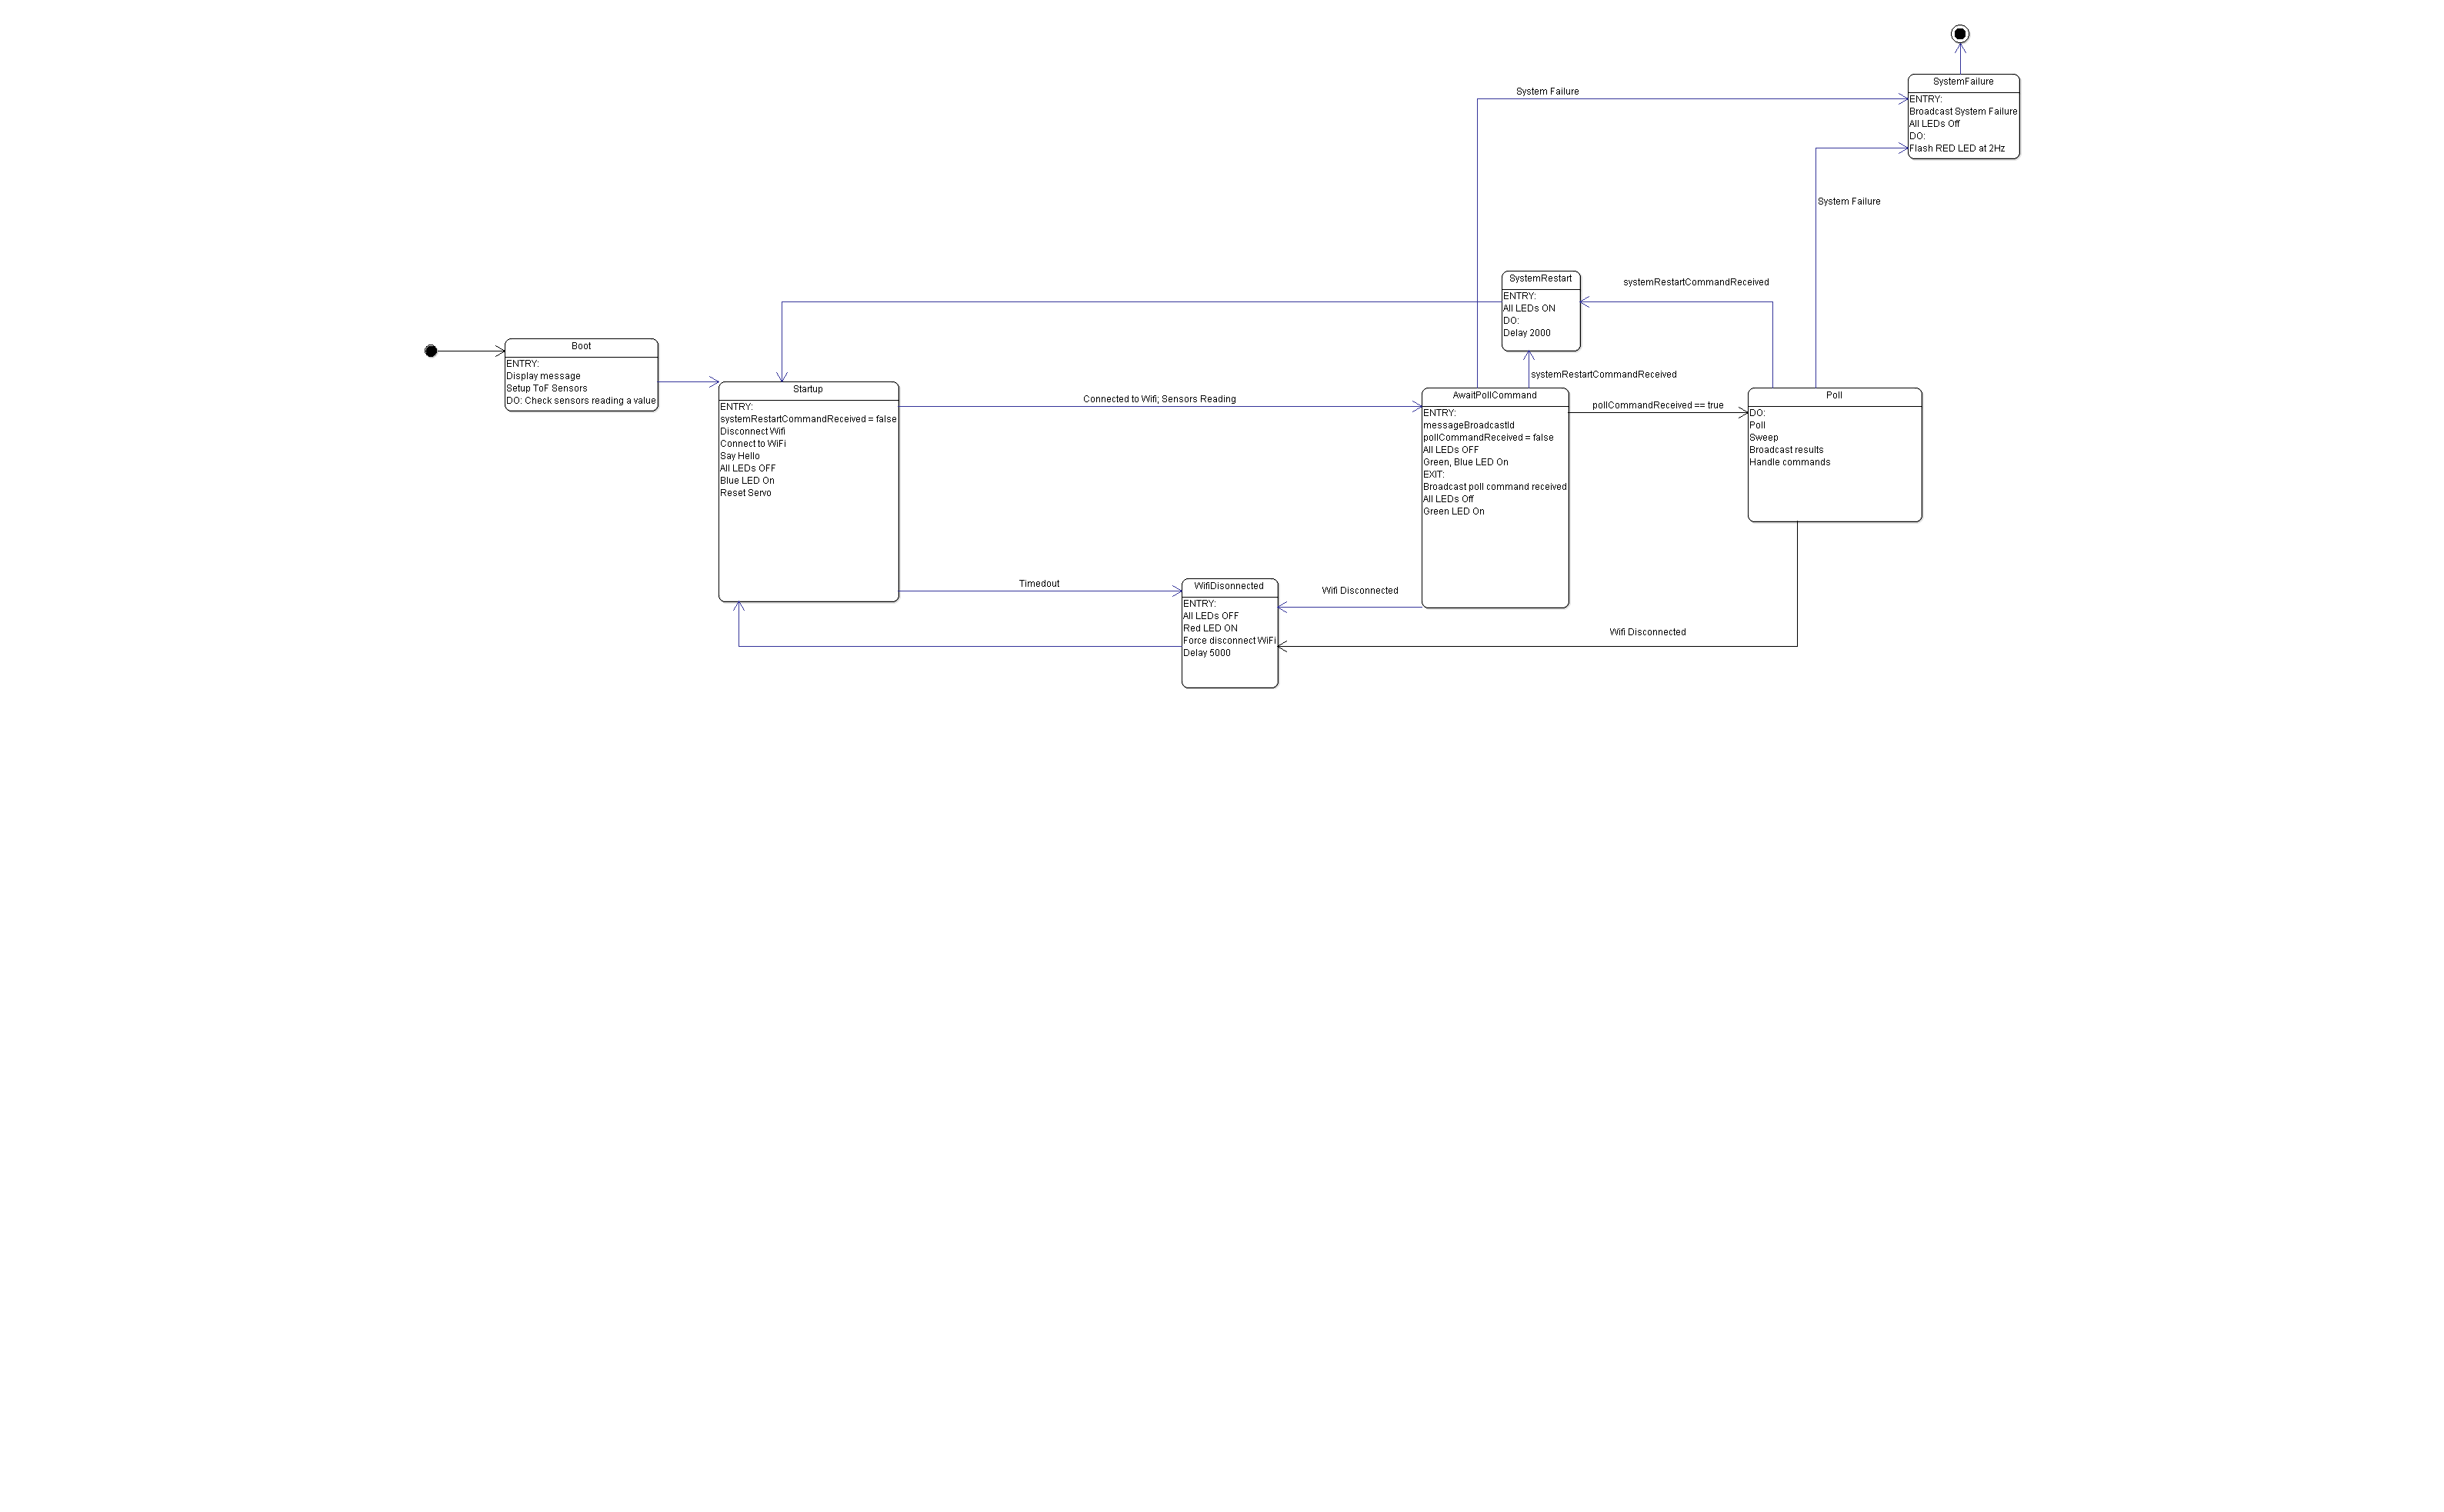 SystemFailure
ENTRY:
Broadcast System Failure
All LEDs Off
DO:
Flash RED LED at 2Hz
System Failure
System Failure
SystemRestart
ENTRY:
All LEDs ON
DO:
Delay 2000
systemRestartCommandReceived
systemRestartCommandReceived
Boot
ENTRY:
Display message
Setup ToF Sensors
DO: Check sensors reading a value
Startup
ENTRY:
systemRestartCommandReceived = false
Disconnect Wifi
Connect to WiFi
Say Hello
All LEDs OFF
Blue LED On
Reset Servo
Connected to Wifi; Sensors Reading
AwaitPollCommand
ENTRY:
messageBroadcastId
pollCommandReceived = false
All LEDs OFF
Green, Blue LED On
EXIT:
Broadcast poll command received
All LEDs Off
Green LED On
pollCommandReceived == true
Poll
DO:
Poll
Sweep
Broadcast results
Handle commands
Timedout
WifiDisonnected
ENTRY:
All LEDs OFF
Red LED ON
Force disconnect WiFi
Delay 5000
Wifi Disconnected
Wifi Disconnected